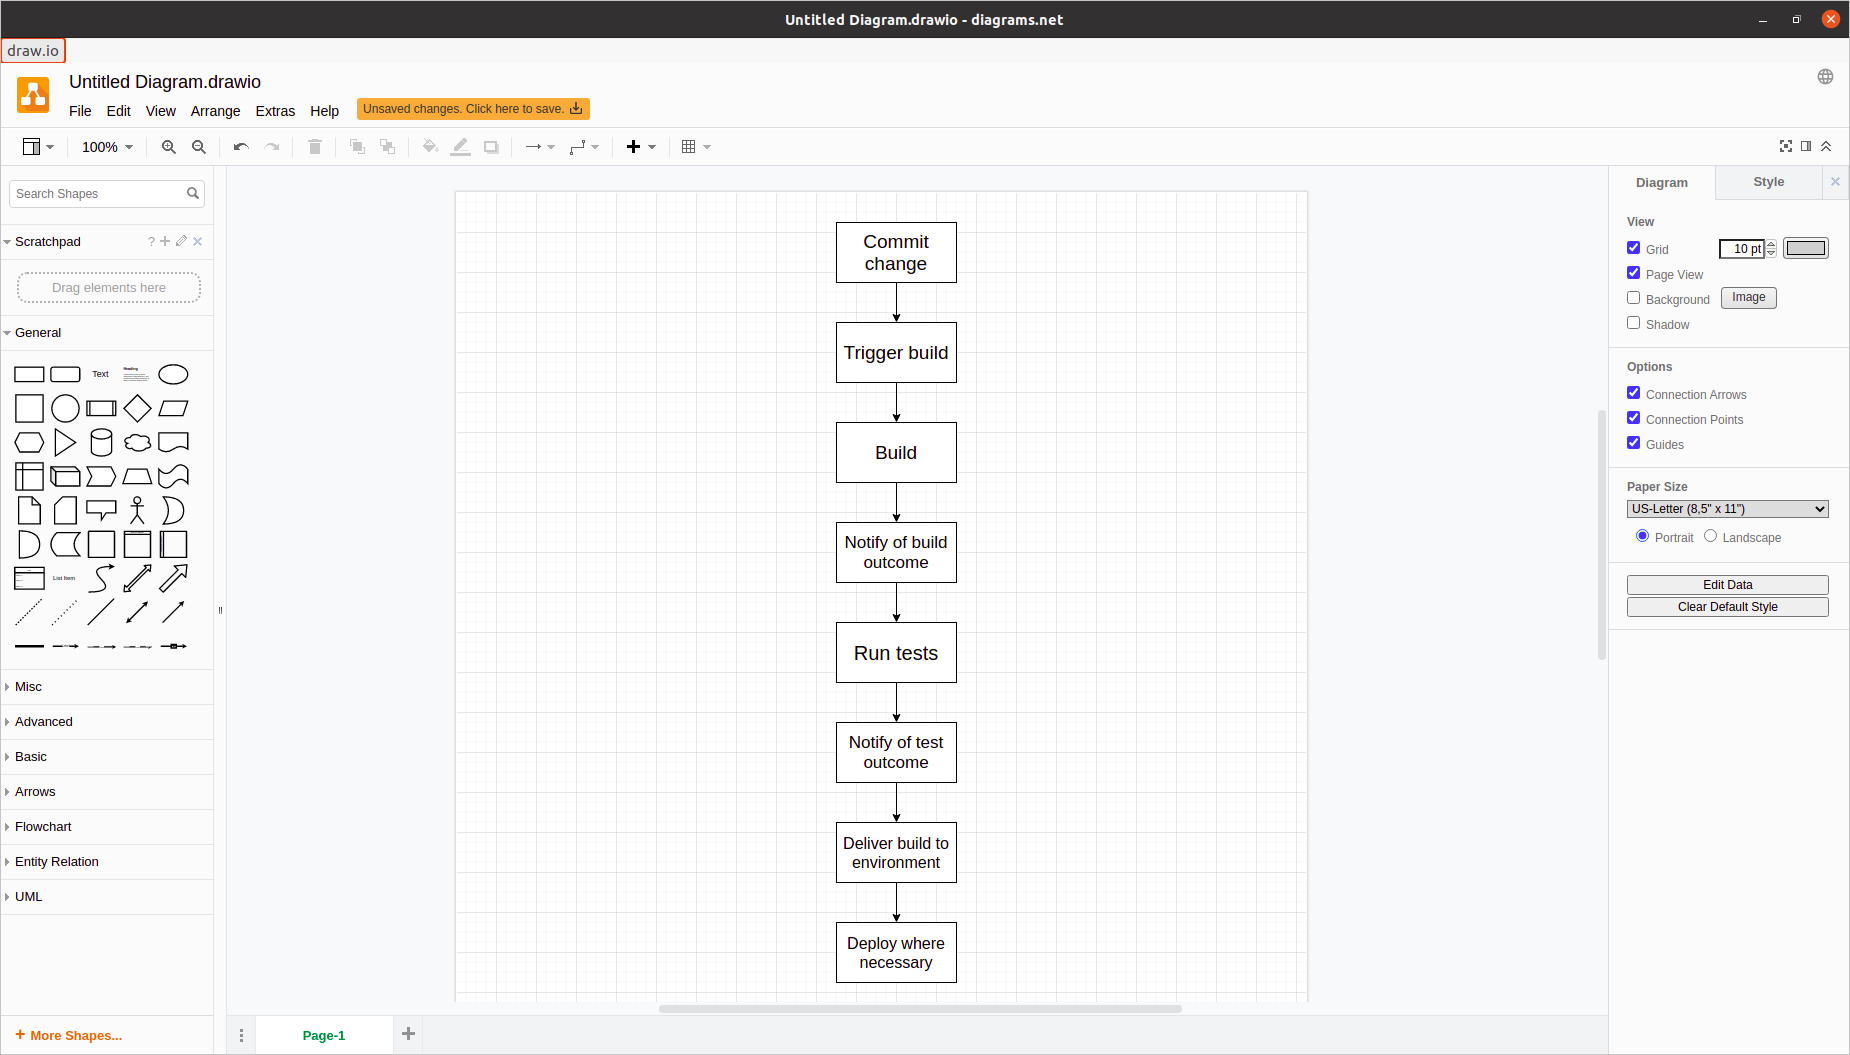 Untitled Diagram.drawio - diagrams.net
draw.io
Untitled Diagram.drawio
File Edit View Arrange Extras Help Unsaved changes. Click here to save.
100%
Search Shapes
Scratchpad ?
Drag elements here
General
Text
Heading
List Item
Misc
Advanced
Basic
Arrows
Flowchart
Entity Relation
UML
+ More Shapes...
Commit
change
Trigger build
Build
Notify of build
outcome
Run tests
Notify of test
outcome
Deliver build to
environment
Deploy where
necessary
Page-1
Diagram Style
View
Grid 10 pt
Page View
Background Image
Shadow
Options
Connection Arrows
Connection Points
Guides
Paper Size
US-Letter (8,5" x 11")
Portrait Landscape
Edit Data
Clear Default Style